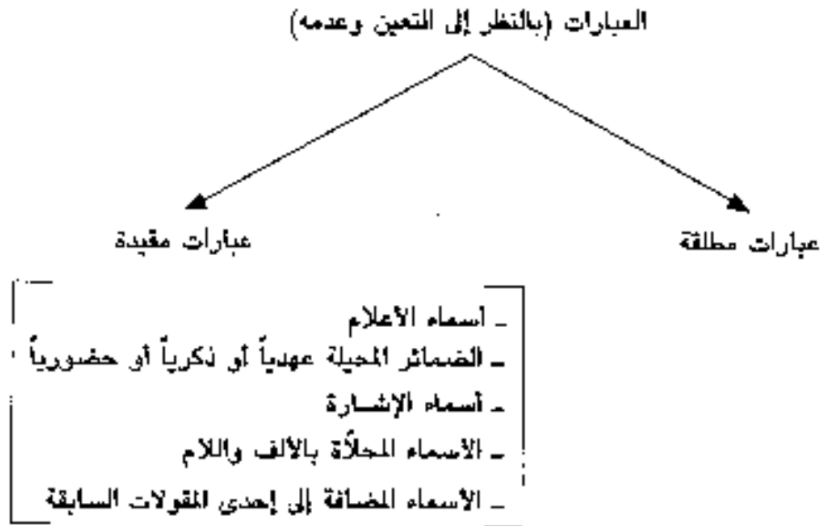 العبارات (بالنظر إلى التعين وعدمه)
عبارات مطلقة
عبارات مقيدة
ـ أسماء الأعلام
ـ الضمائر المحيلة عهدياً أو ذكرياً أو حضورياً
ـ أسماء الإشارة
ـ الأسماء المحلاّة بالألف واللام
ـ الأسماء المضافة إلى إحدى المقولات السابقة